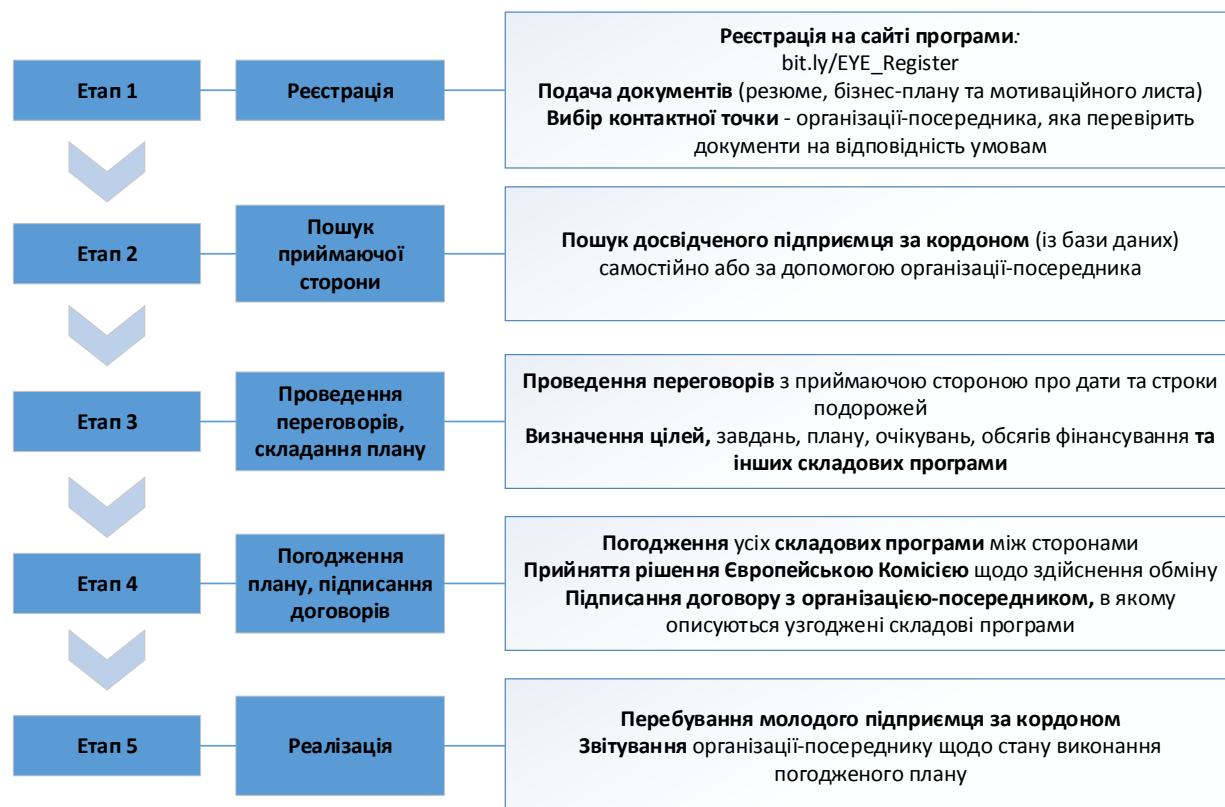 Етап 1
Реєстрація
Реєстрація на сайті програми:
bit.ly/EYE_Register
Подача документів (резюме, бізнес-плану та мотиваційного листа)
Вибір контактної точки - організації-посередника, яка перевірить
документи на відповідність умовам
Етап 2
Пошук
приймаючої
сторони
Пошук досвідченого підприємця за кордоном (із бази даних)
самостійно або за допомогою організації-посередника
Етап 3
Проведення
переговорів,
складання плану
Проведення переговорів з приймаючою стороною про дати та строки
подорожей
Визначення цілей, завдань, плану, очікувань, обсягів фінансування та
інших складових програми
Етап 4
Погодження
плану, підписання
договорів
Погодження усіх складових програми між сторонами
Прийняття рішення Європейською Комісією щодо здійснення обміну
Підписання договору з організацією-посередником, в якому
описуються узгоджені складові програми
Етап 5
Реалізація
Перебування молодого підприємця за кордоном
Звітування організації-посереднику щодо стану виконання
погодженого плану